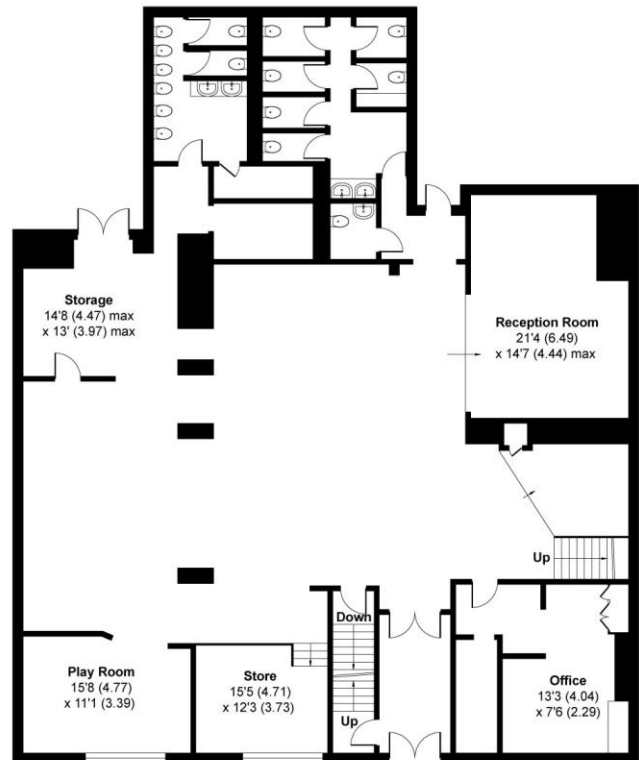 Storage
14'8 (4.47) max
x 13' (3.97) max
Reception Room
21'4 (6.49)
x 14'7 (4.44) max
Up
Down
Up
Play Room
15'8 (4.77)
x 11'1 (3.39)
Store
15'5 (4.71)
x 12'3 (3.73)
Office
13'3 (4.04)
x 7'6 (2.29)